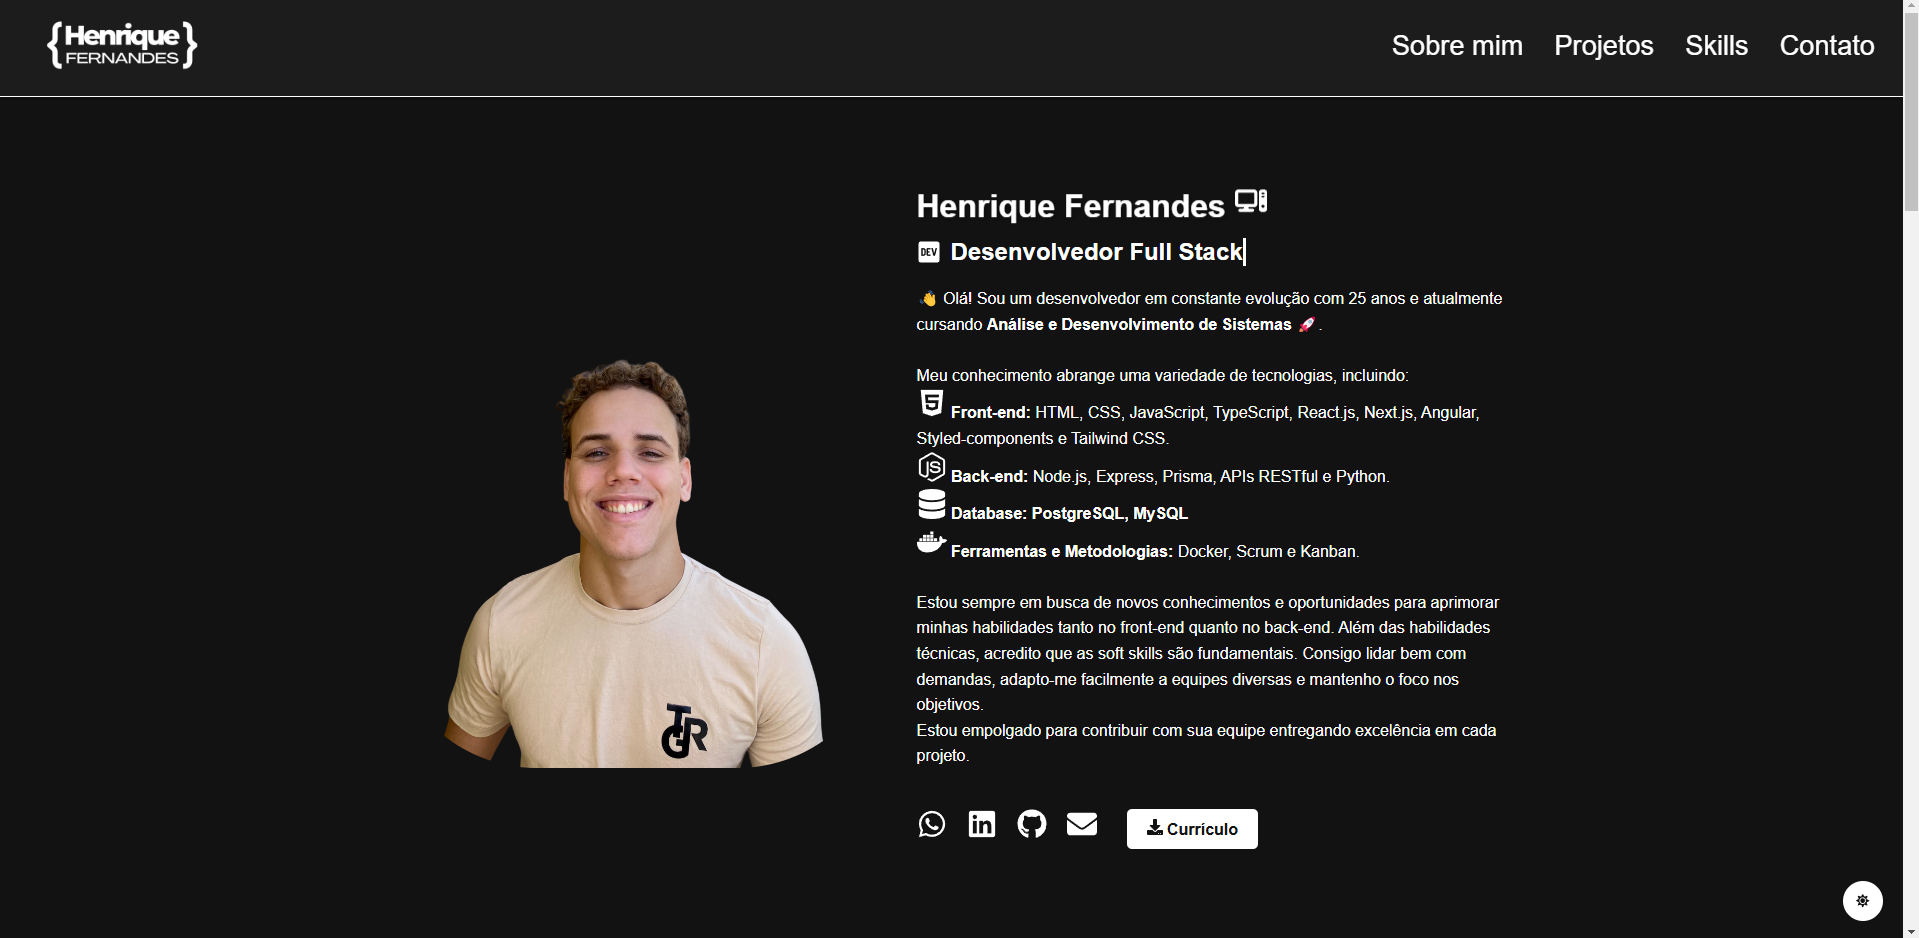 {Henrique}
FERNANDES
Sobre mim Projetos Skills Contato
Henrique Fernandes
DEV Desenvolvedor Full Stack
👋 Olá! Sou um desenvolvedor em constante evolução com 25 anos e atualmente
cursando Análise e Desenvolvimento de Sistemas 🚀.
Meu conhecimento abrange uma variedade de tecnologias, incluindo:
5 Front-end: HTML, CSS, JavaScript, TypeScript, React.js, Next.js, Angular,
Styled-components e Tailwind CSS.
JS Back-end: Node.js, Express, Prisma, APIs RESTful e Python.
Database: PostgreSQL, MySQL
Ferramentas e Metodologias: Docker, Scrum e Kanban.
Estou sempre em busca de novos conhecimentos e oportunidades para aprimorar
minhas habilidades tanto no front-end quanto no back-end. Além das habilidades
técnicas, acredito que as soft skills são fundamentais. Consigo lidar bem com
demandas, adapto-me facilmente a equipes diversas e mantenho o foco nos
objetivos.
Estou empolgado para contribuir com sua equipe entregando excelência em cada
projeto.
in
Currículo